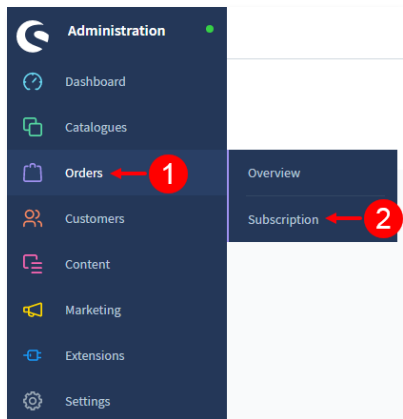 Administration
Dashboard
Catalogues
Orders 1
Overview
Customers
Subscription 2
Content
Marketing
Extensions
Settings